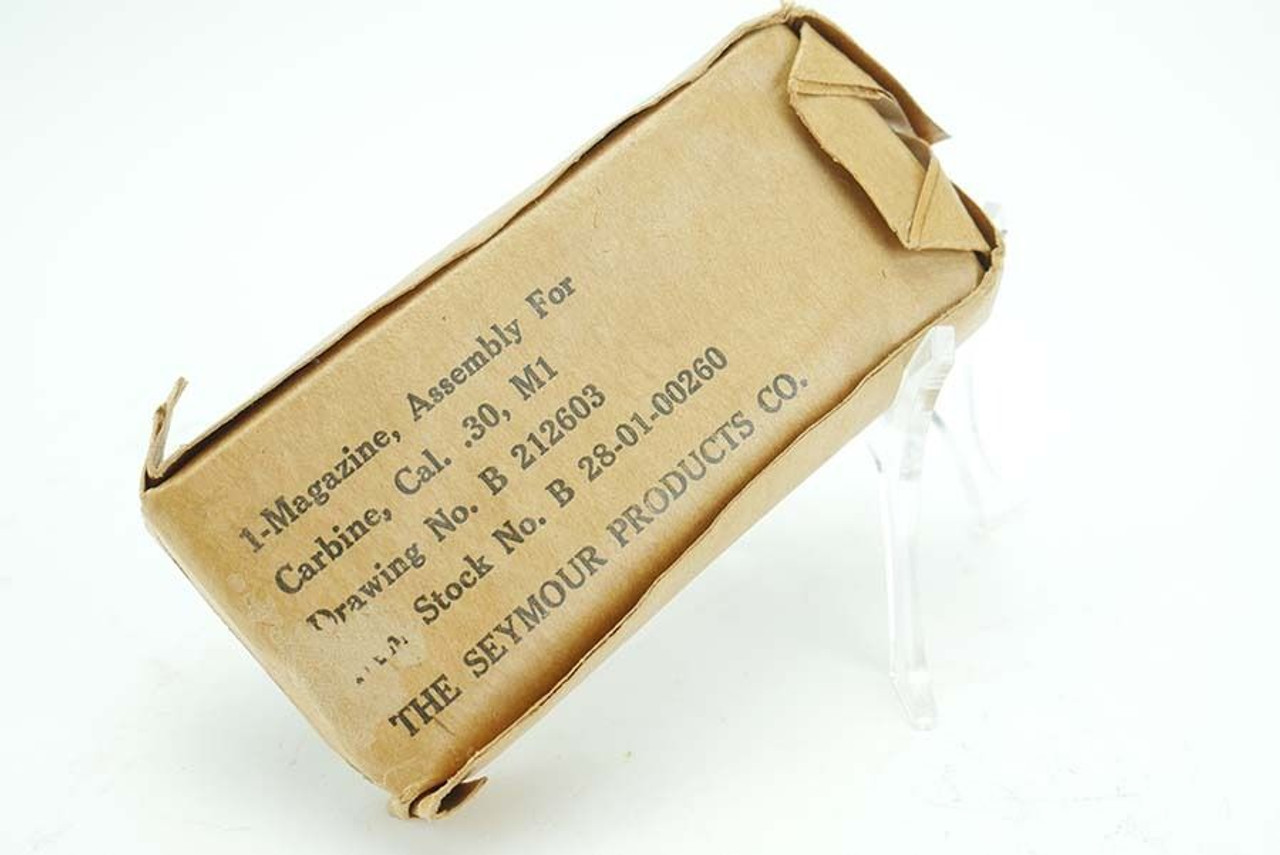 1-Magazine, Assembly For
Carbine, Cal. .30, M1
Drawing No. B 212603
Stock No. B 28-01-00260
THE SEYMOUR PRODUCTS CO.